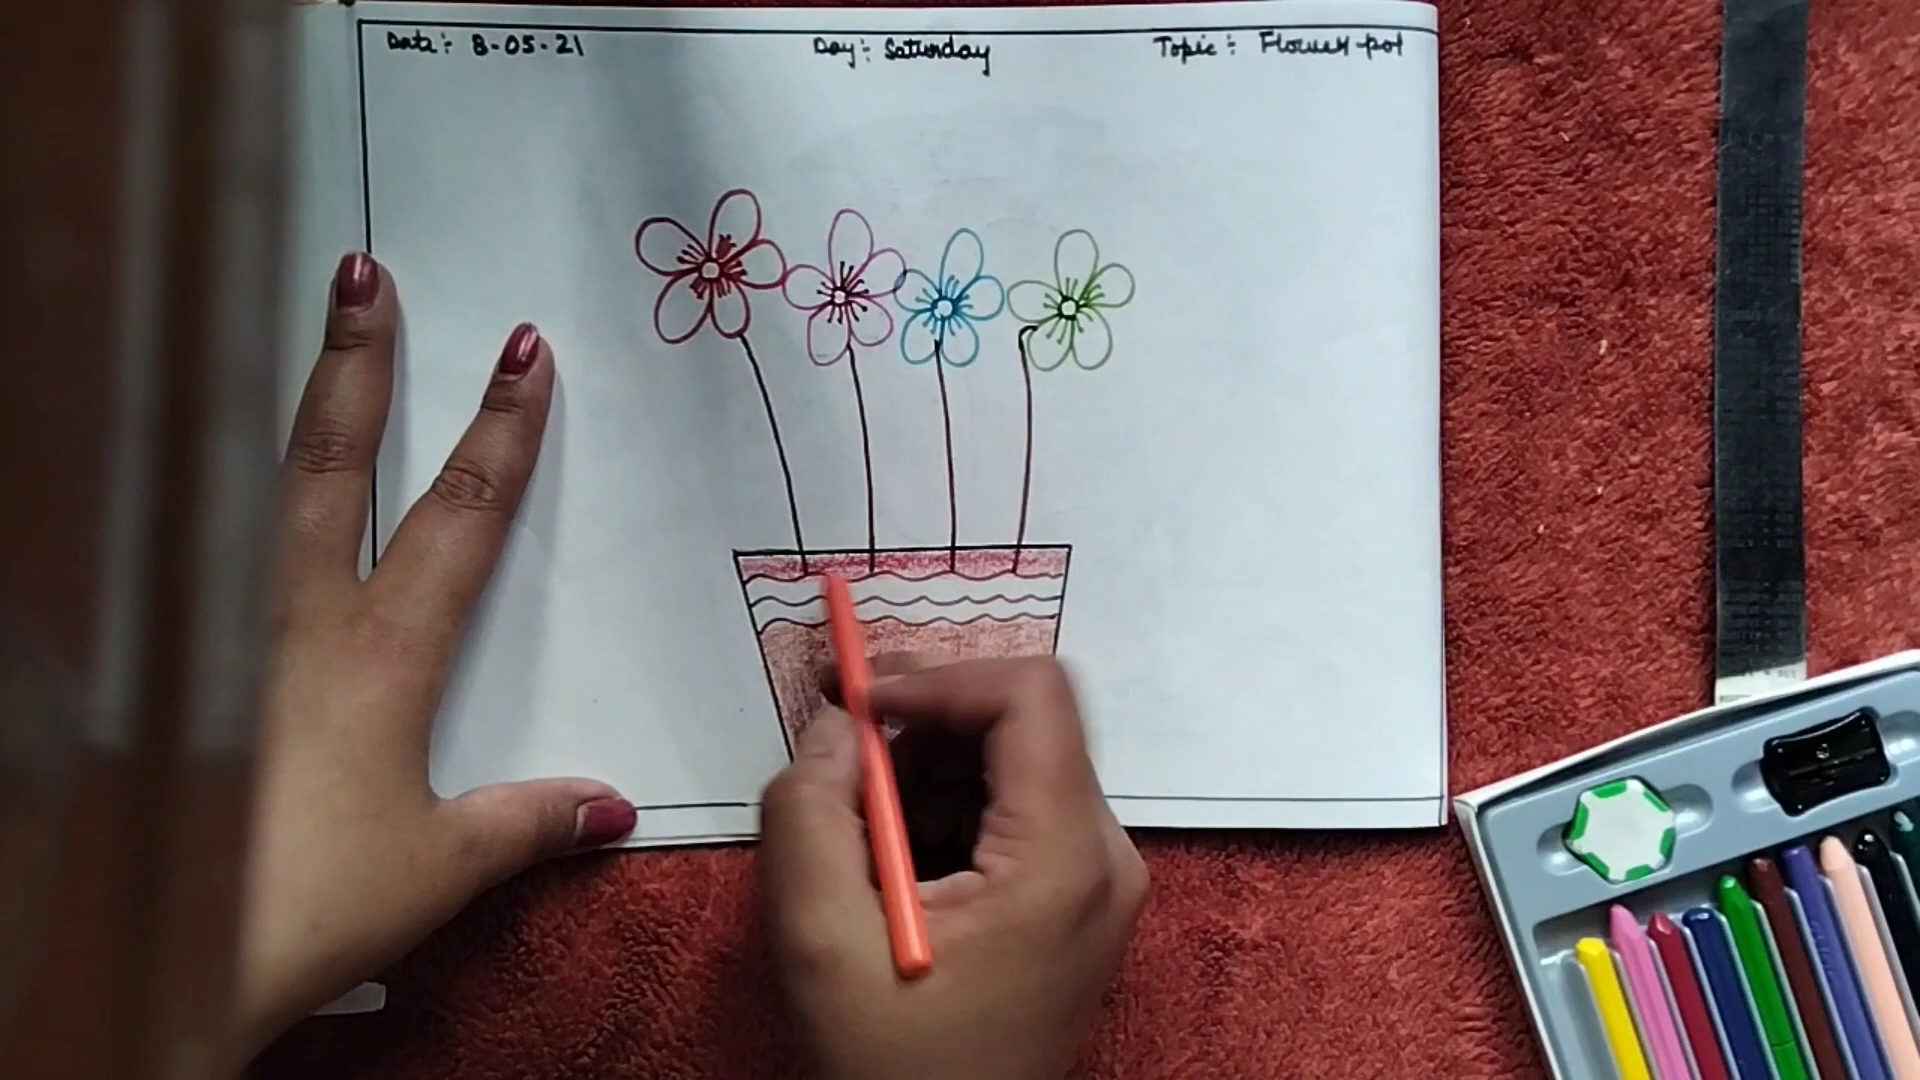 Date:- 8-05-21
Day:- Saturday
Topic:- Flower pot